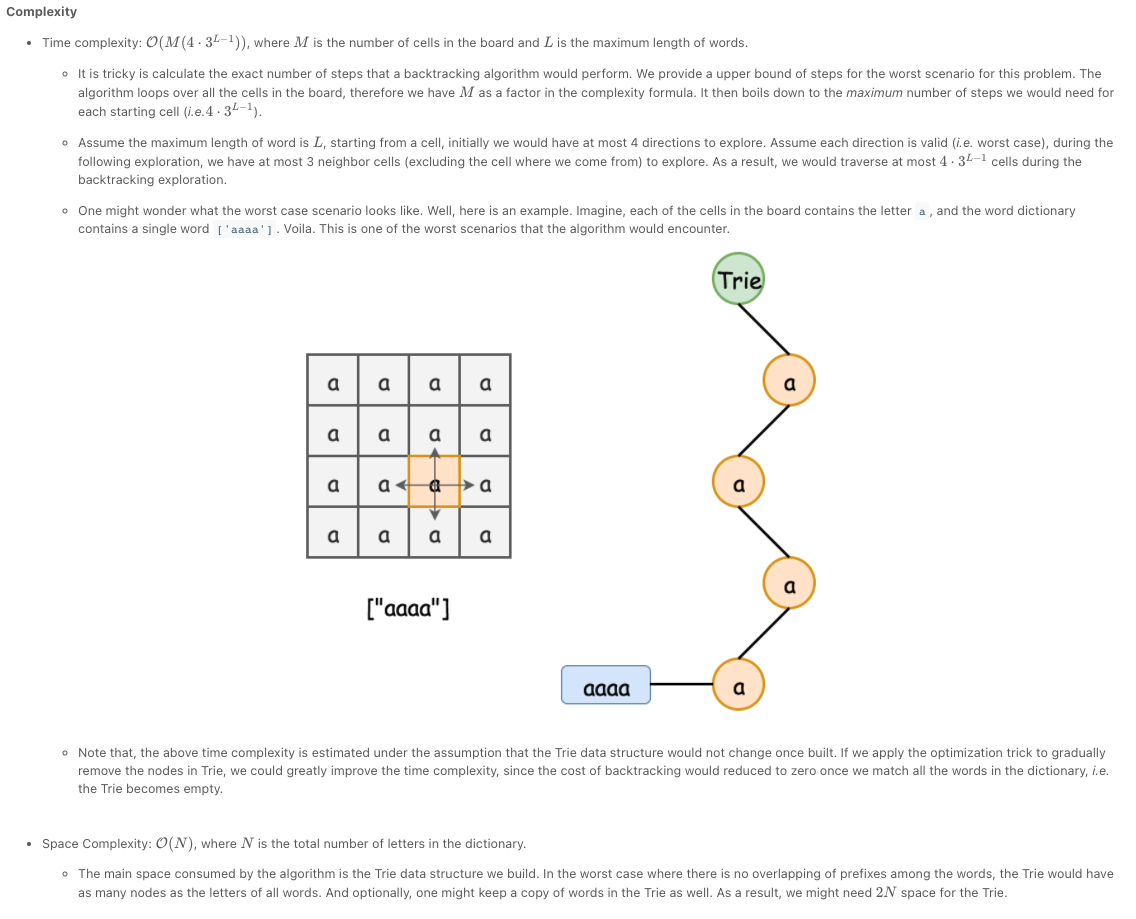 Complexity
• Time complexity: O(M(4 · 3^{L−1})), where M is the number of cells in the board and L is the maximum length of words.
◦ It is tricky is calculate the exact number of steps that a backtracking algorithm would perform. We provide a upper bound of steps for the worst scenario for this problem. The
algorithm loops over all the cells in the board, therefore we have M as a factor in the complexity formula. It then boils down to the maximum number of steps we would need for
each starting cell (i.e. 4 · 3^{L−1}).
◦ Assume the maximum length of word is L, starting from a cell, initially we would have at most 4 directions to explore. Assume each direction is valid (i.e. worst case), during the
following exploration, we have at most 3 neighbor cells (excluding the cell where we come from) to explore. As a result, we would traverse at most 4 · 3^{L−1} cells during the
backtracking exploration.
◦ One might wonder what the worst case scenario looks like. Well, here is an example. Imagine, each of the cells in the board contains the letter a , and the word dictionary
contains a single word ['aaaa'] . Voila. This is one of the worst scenarios that the algorithm would encounter.
Trie
a a a a
a a a a
a a a a
a a a a
["aaaa"]
a
a
a
a
aaaa
◦ Note that, the above time complexity is estimated under the assumption that the Trie data structure would not change once built. If we apply the optimization trick to gradually
remove the nodes in Trie, we could greatly improve the time complexity, since the cost of backtracking would reduced to zero once we match all the words in the dictionary, i.e.
the Trie becomes empty.
• Space Complexity: O(N), where N is the total number of letters in the dictionary.
◦ The main space consumed by the algorithm is the Trie data structure we build. In the worst case where there is no overlapping of prefixes among the words, the Trie would have
as many nodes as the letters of all words. And optionally, one might keep a copy of words in the Trie as well. As a result, we might need 2N space for the Trie.